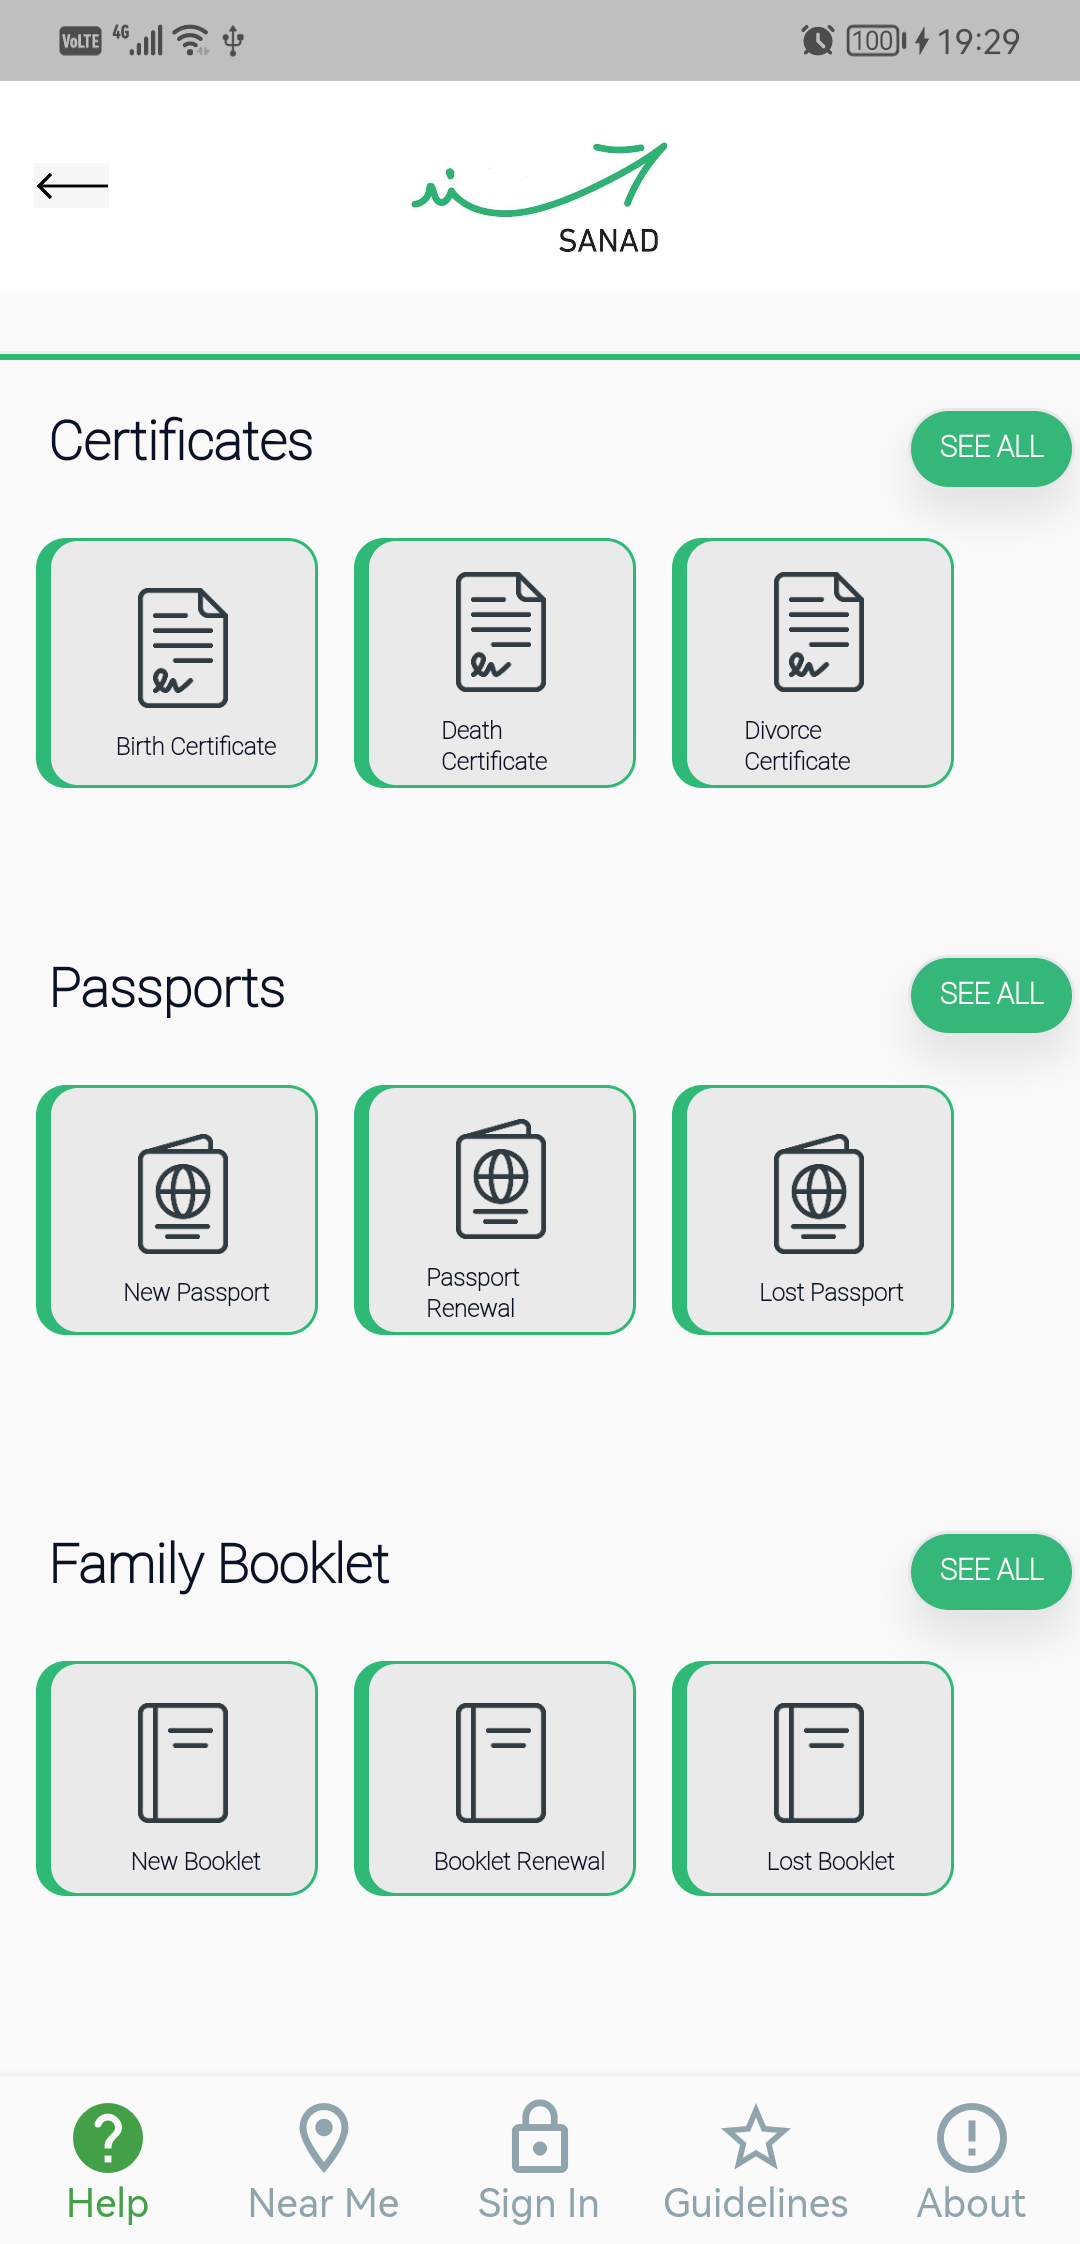 VoLTE 4G 100 19:29
SANAD
Certificates
SEE ALL
Birth Certificate
Death
Certificate
Divorce
Certificate
Passports
SEE ALL
New Passport
Passport
Renewal
Lost Passport
Family Booklet
SEE ALL
New Booklet
Booklet Renewal
Lost Booklet
Help
Near Me
Sign In
Guidelines
About